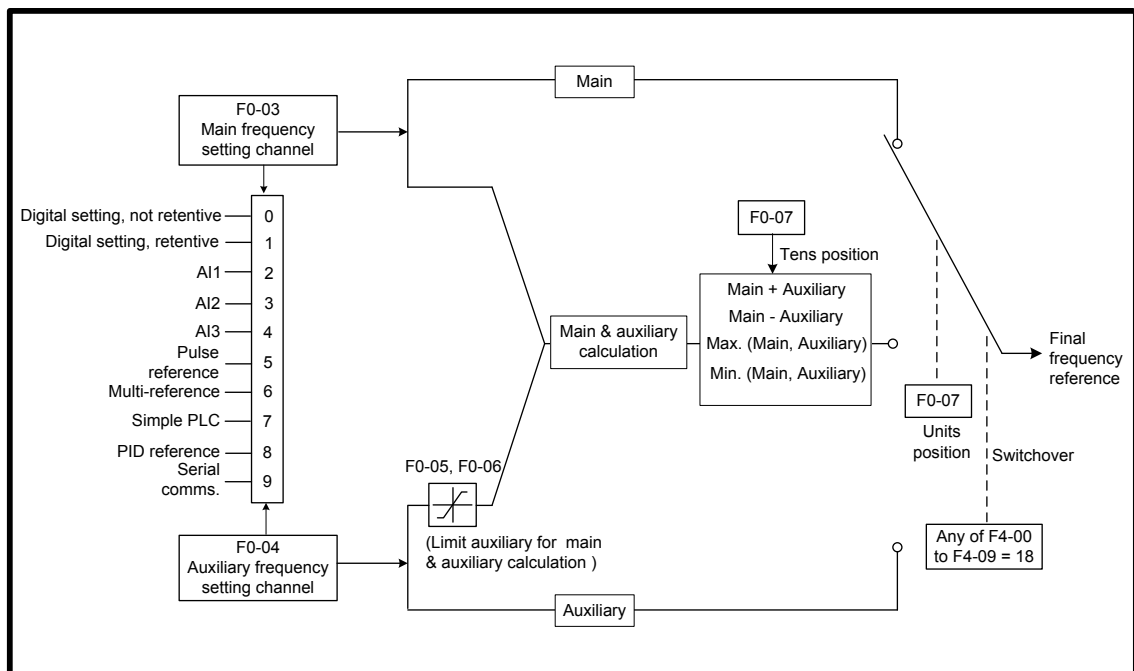 Main
F0-03
Main frequency
setting channel
Digital setting, not retentive
0
Digital setting, retentive
1
AI1
2
AI2
3
AI3
4
Pulse
reference
5
Multi-reference
6
Simple PLC
7
PID reference
8
Serial
comms.
9
F0-04
Auxiliary frequency
setting channel
F0-05, F0-06
(Limit auxiliary for main
& auxiliary calculation )
Auxiliary
Main & auxiliary
calculation
F0-07
Tens position
Main + Auxiliary
Main - Auxiliary
Max. (Main, Auxiliary)
Min. (Main, Auxiliary)
F0-07
Units
position
Switchover
Any of F4-00
to F4-09 = 18
Final
frequency
reference